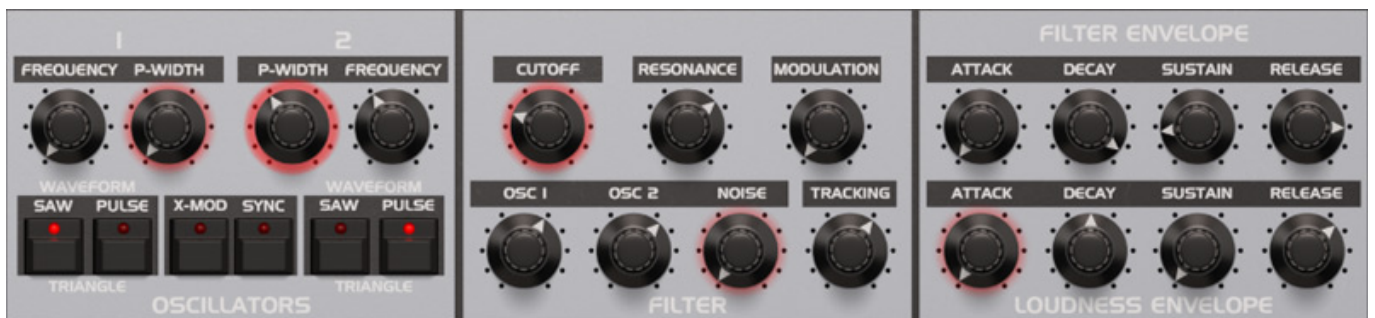 1 2
FREQUENCY P-WIDTH P-WIDTH FREQUENCY
WAVEFORM WAVEFORM
SAW PULSE X-MOD SYNC SAW PULSE
TRIANGLE TRIANGLE
OSCILLATORS
CUTOFF RESONANCE MODULATION
OSC 1 OSC 2 NOISE TRACKING
FILTER
FILTER ENVELOPE
ATTACK DECAY SUSTAIN RELEASE
ATTACK DECAY SUSTAIN RELEASE
LOUDNESS ENVELOPE